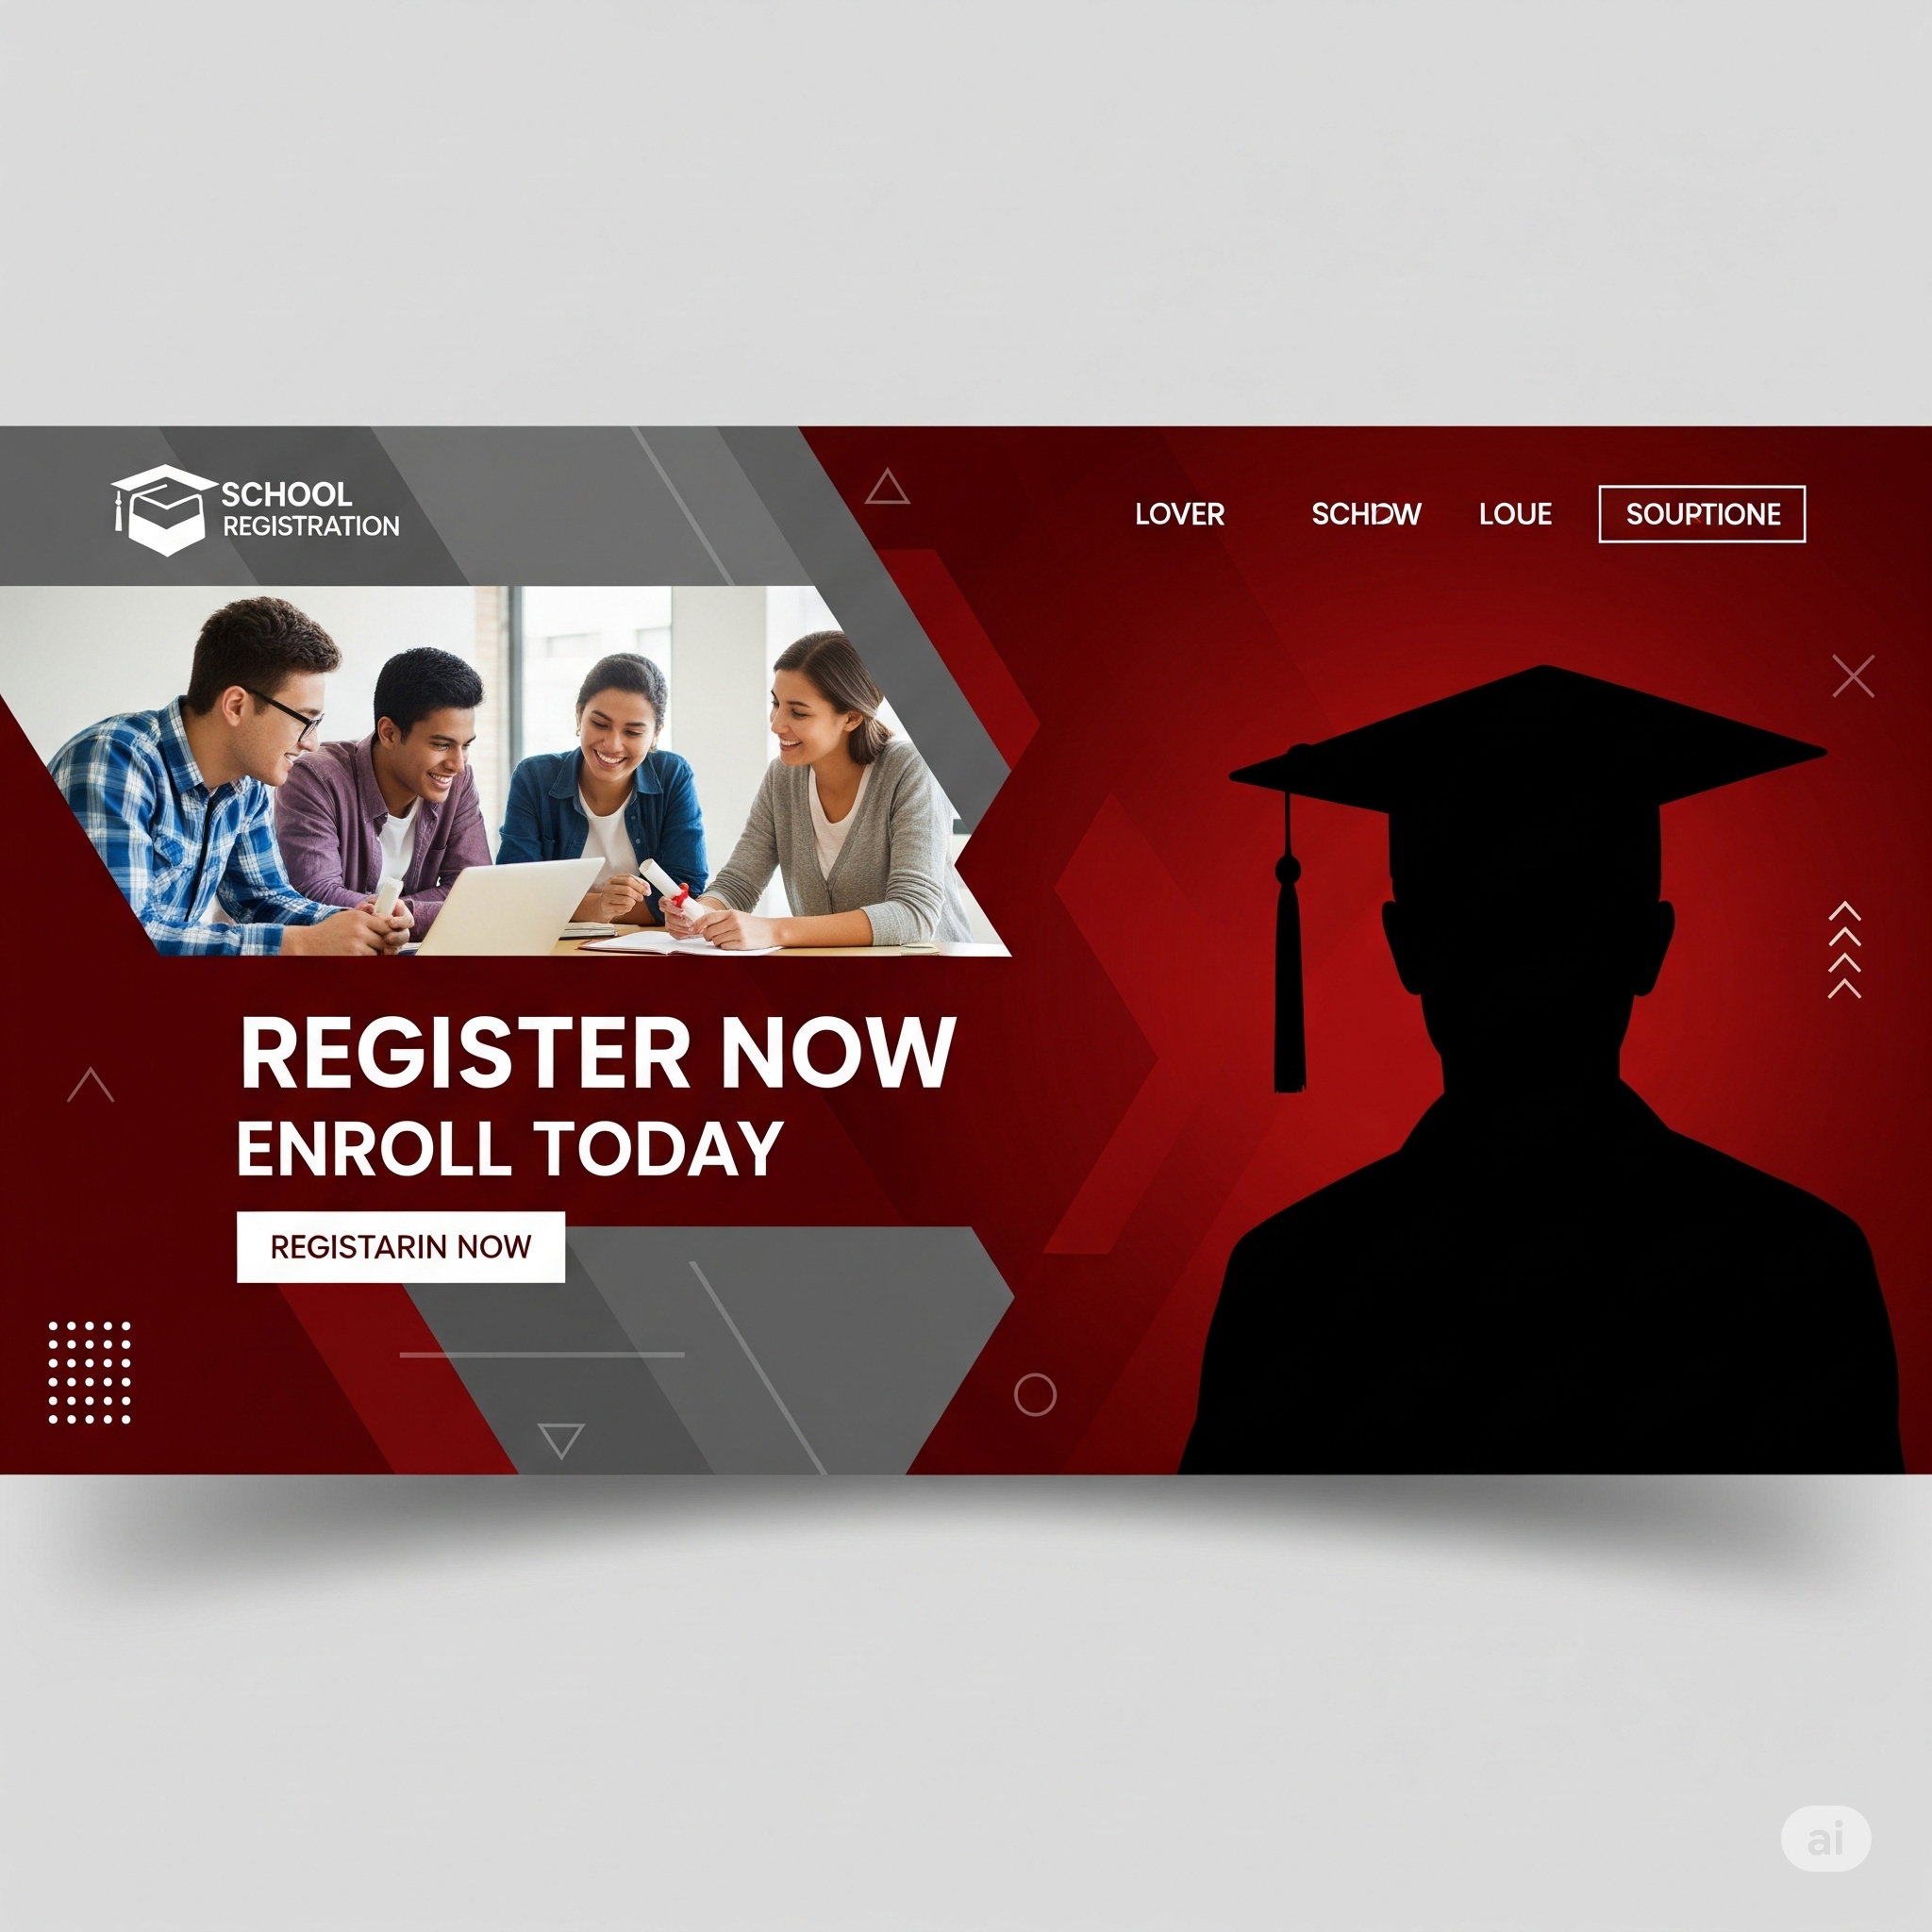 SCHOOL
REGISTRATION
LOVER SCHDW LOUE SOUPTIONE
REGISTER NOW
ENROLL TODAY
REGISTARIN NOW
ai